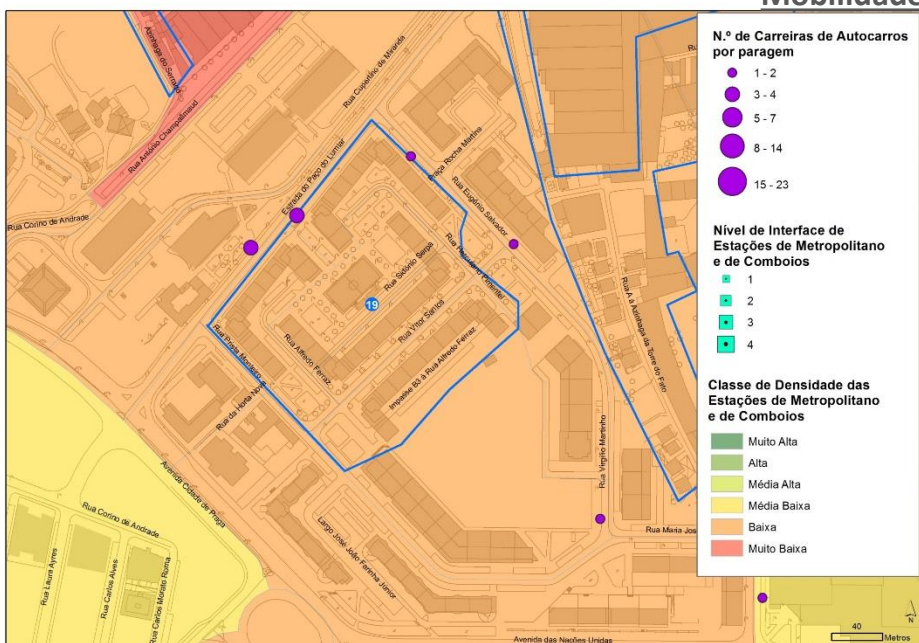 Mobilidade
N.º de Carreiras de Autocarros
por paragem
1 - 2
3 - 4
5 - 7
8 - 14
15 - 23
Nível de Interface de
Estações de Metropolitano
e de Comboios
1
2
3
4
Classe de Densidade das
Estações de Metropolitano
e de Comboios
Muito Alta
Alta
Média Alta
Média Baixa
Baixa
Muito Baixa
40
Metros
N
Azinhaga do Serrado
Rua António Champalimaud
Rua Cupertino de Miranda
Estrada do Paço do Lumiar
Praça Rocha Martins
Rua Eugénio Salvador
Rua Corino de Andrade
Rua Sidónio Serpa
Pimentel
19
Rua Vítor Santos
Rua A à Azinhaga da Torre do Fato
Rua Alfredo Ferraz
Impasse B3 à Rua Alfredo Ferraz
Rua Prista Monteiro
Rua da Horta Nova
Rua Virgílio Martinho
Avenida Cidade de Praga
Rua Corino de Andrade
Rua Maria Jos
Largo José João Farinha Júnior
Rua Laura Ayres
Rua Carlos Alves
Rua Carlos Morato Roma
Avenida das Nações Unidas